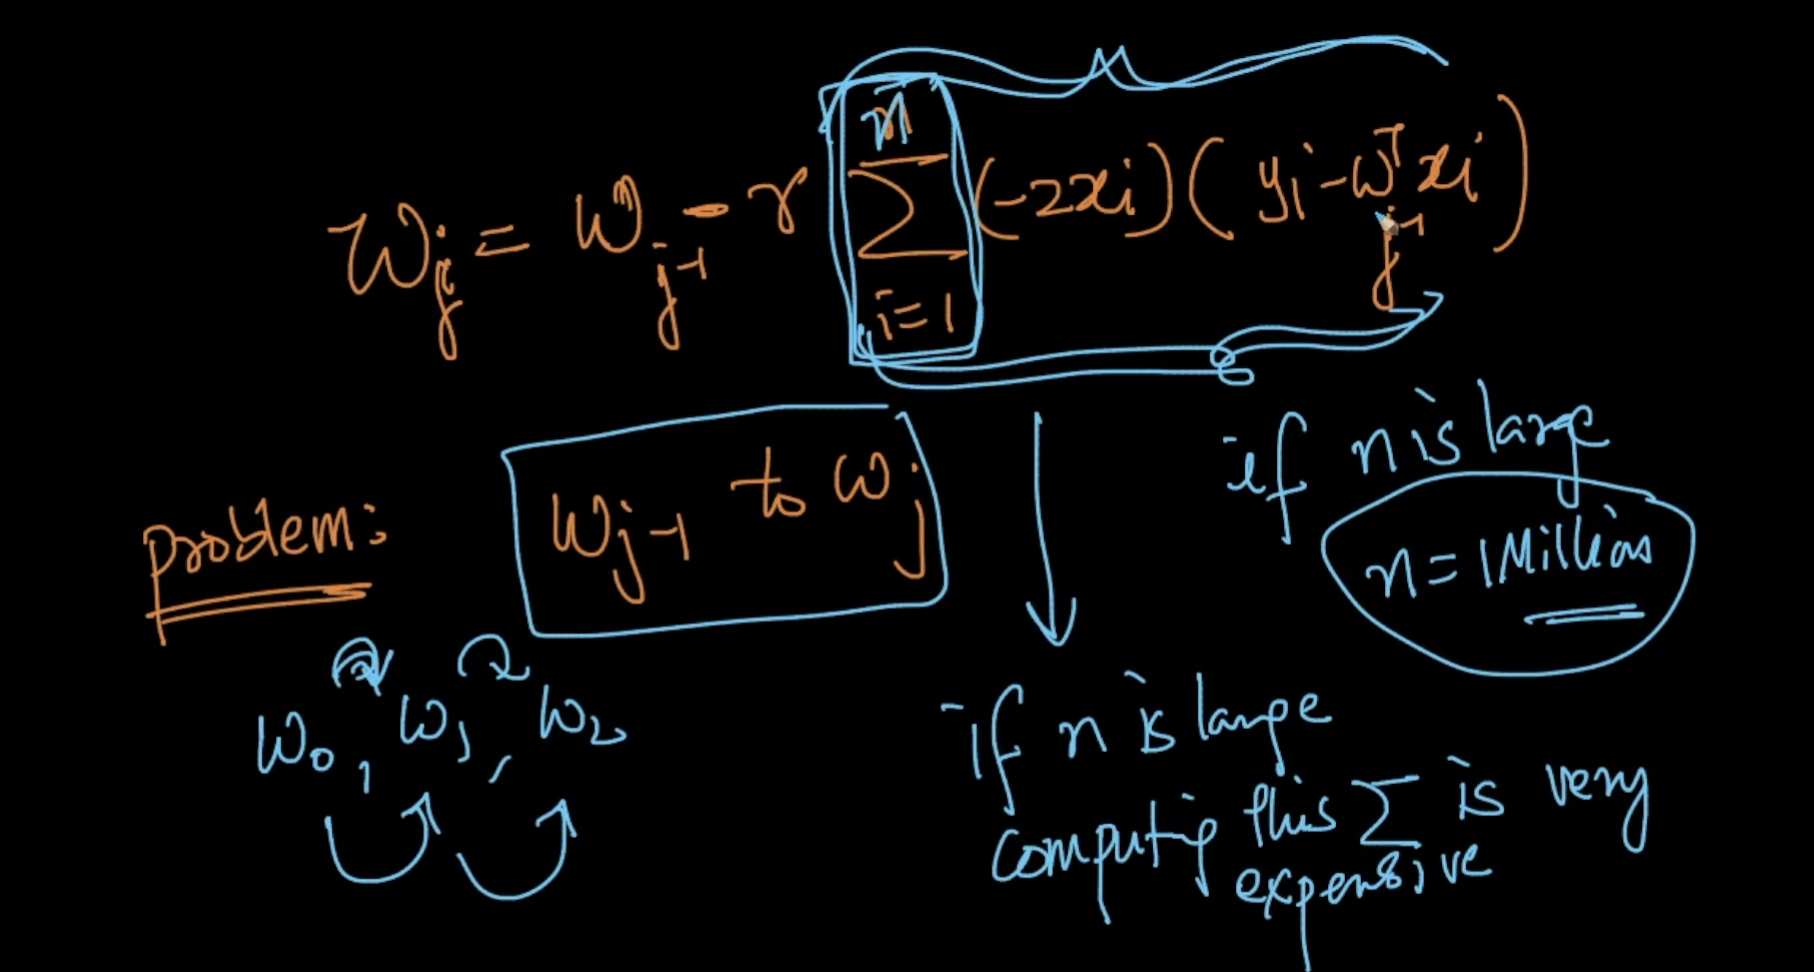 w_j = w_{j-1} - r \sum_{i=1}^{n} (-2x_i)(y_i - w_{j-1}^T x_i)
if n is large
n = 1 Million
problem:
w_{j-1} to w_j
w_0, w_1, w_2
if n is large
computing this Σ is very
expensive